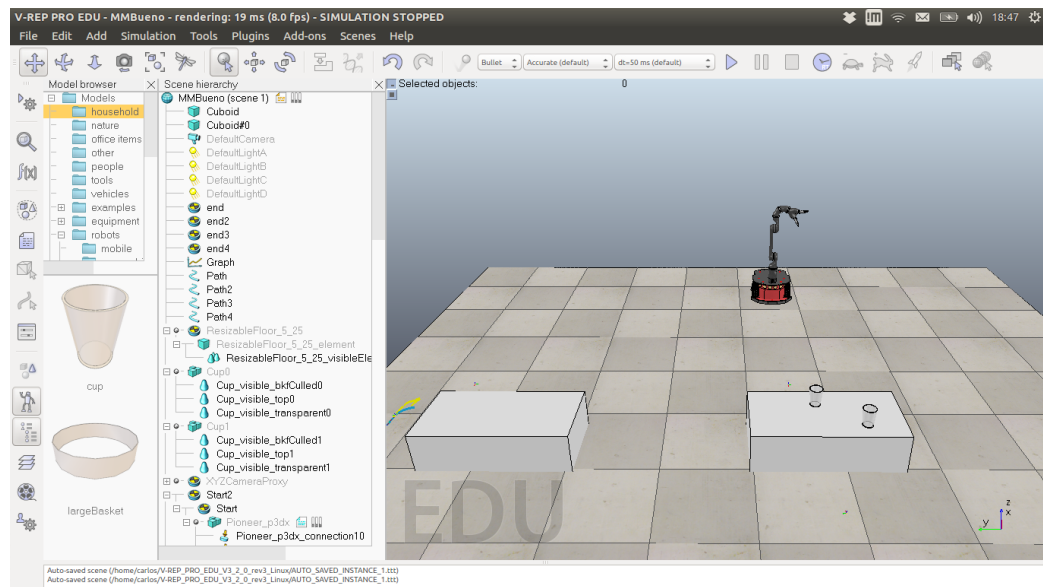 V-REP PRO EDU - MMBueno - rendering: 19 ms (8.0 fps) - SIMULATION STOPPED
18:47
File Edit Add Simulation Tools Plugins Add-ons Scenes Help
Bullet Accurate (default) dt=50 ms (default)
Model browser
Models
household
nature
office items
other
people
tools
vehicles
examples
equipment
robots
mobile
cup
largeBasket
Scene hierarchy
MMBueno (scene 1)
Cuboid
Cuboid#0
DefaultCamera
DefaultLightA
DefaultLightB
DefaultLightC
DefaultLightD
end
end2
end3
end4
Graph
Path
Path2
Path3
Path4
ResizableFloor_5_25
ResizableFloor_5_25_element
ResizableFloor_5_25_visibleEle
Cup0
Cup_visible_bkfCulled0
Cup_visible_top0
Cup_visible_transparent0
Cup1
Cup_visible_bkfCulled1
Cup_visible_top1
Cup_visible_transparent1
XYZCameraProxy
Start2
Start
Pioneer_p3dx
Pioneer_p3dx_connection10
Selected objects: 0
EDU
z
x
y
Auto-saved scene (/home/carlos/V-REP_PRO_EDU_V3_2_0_rev3_Linux/AUTO_SAVED_INSTANCE_1.ttt)
Auto-saved scene (/home/carlos/V-REP_PRO_EDU_V3_2_0_rev3_Linux/AUTO_SAVED_INSTANCE_1.ttt)